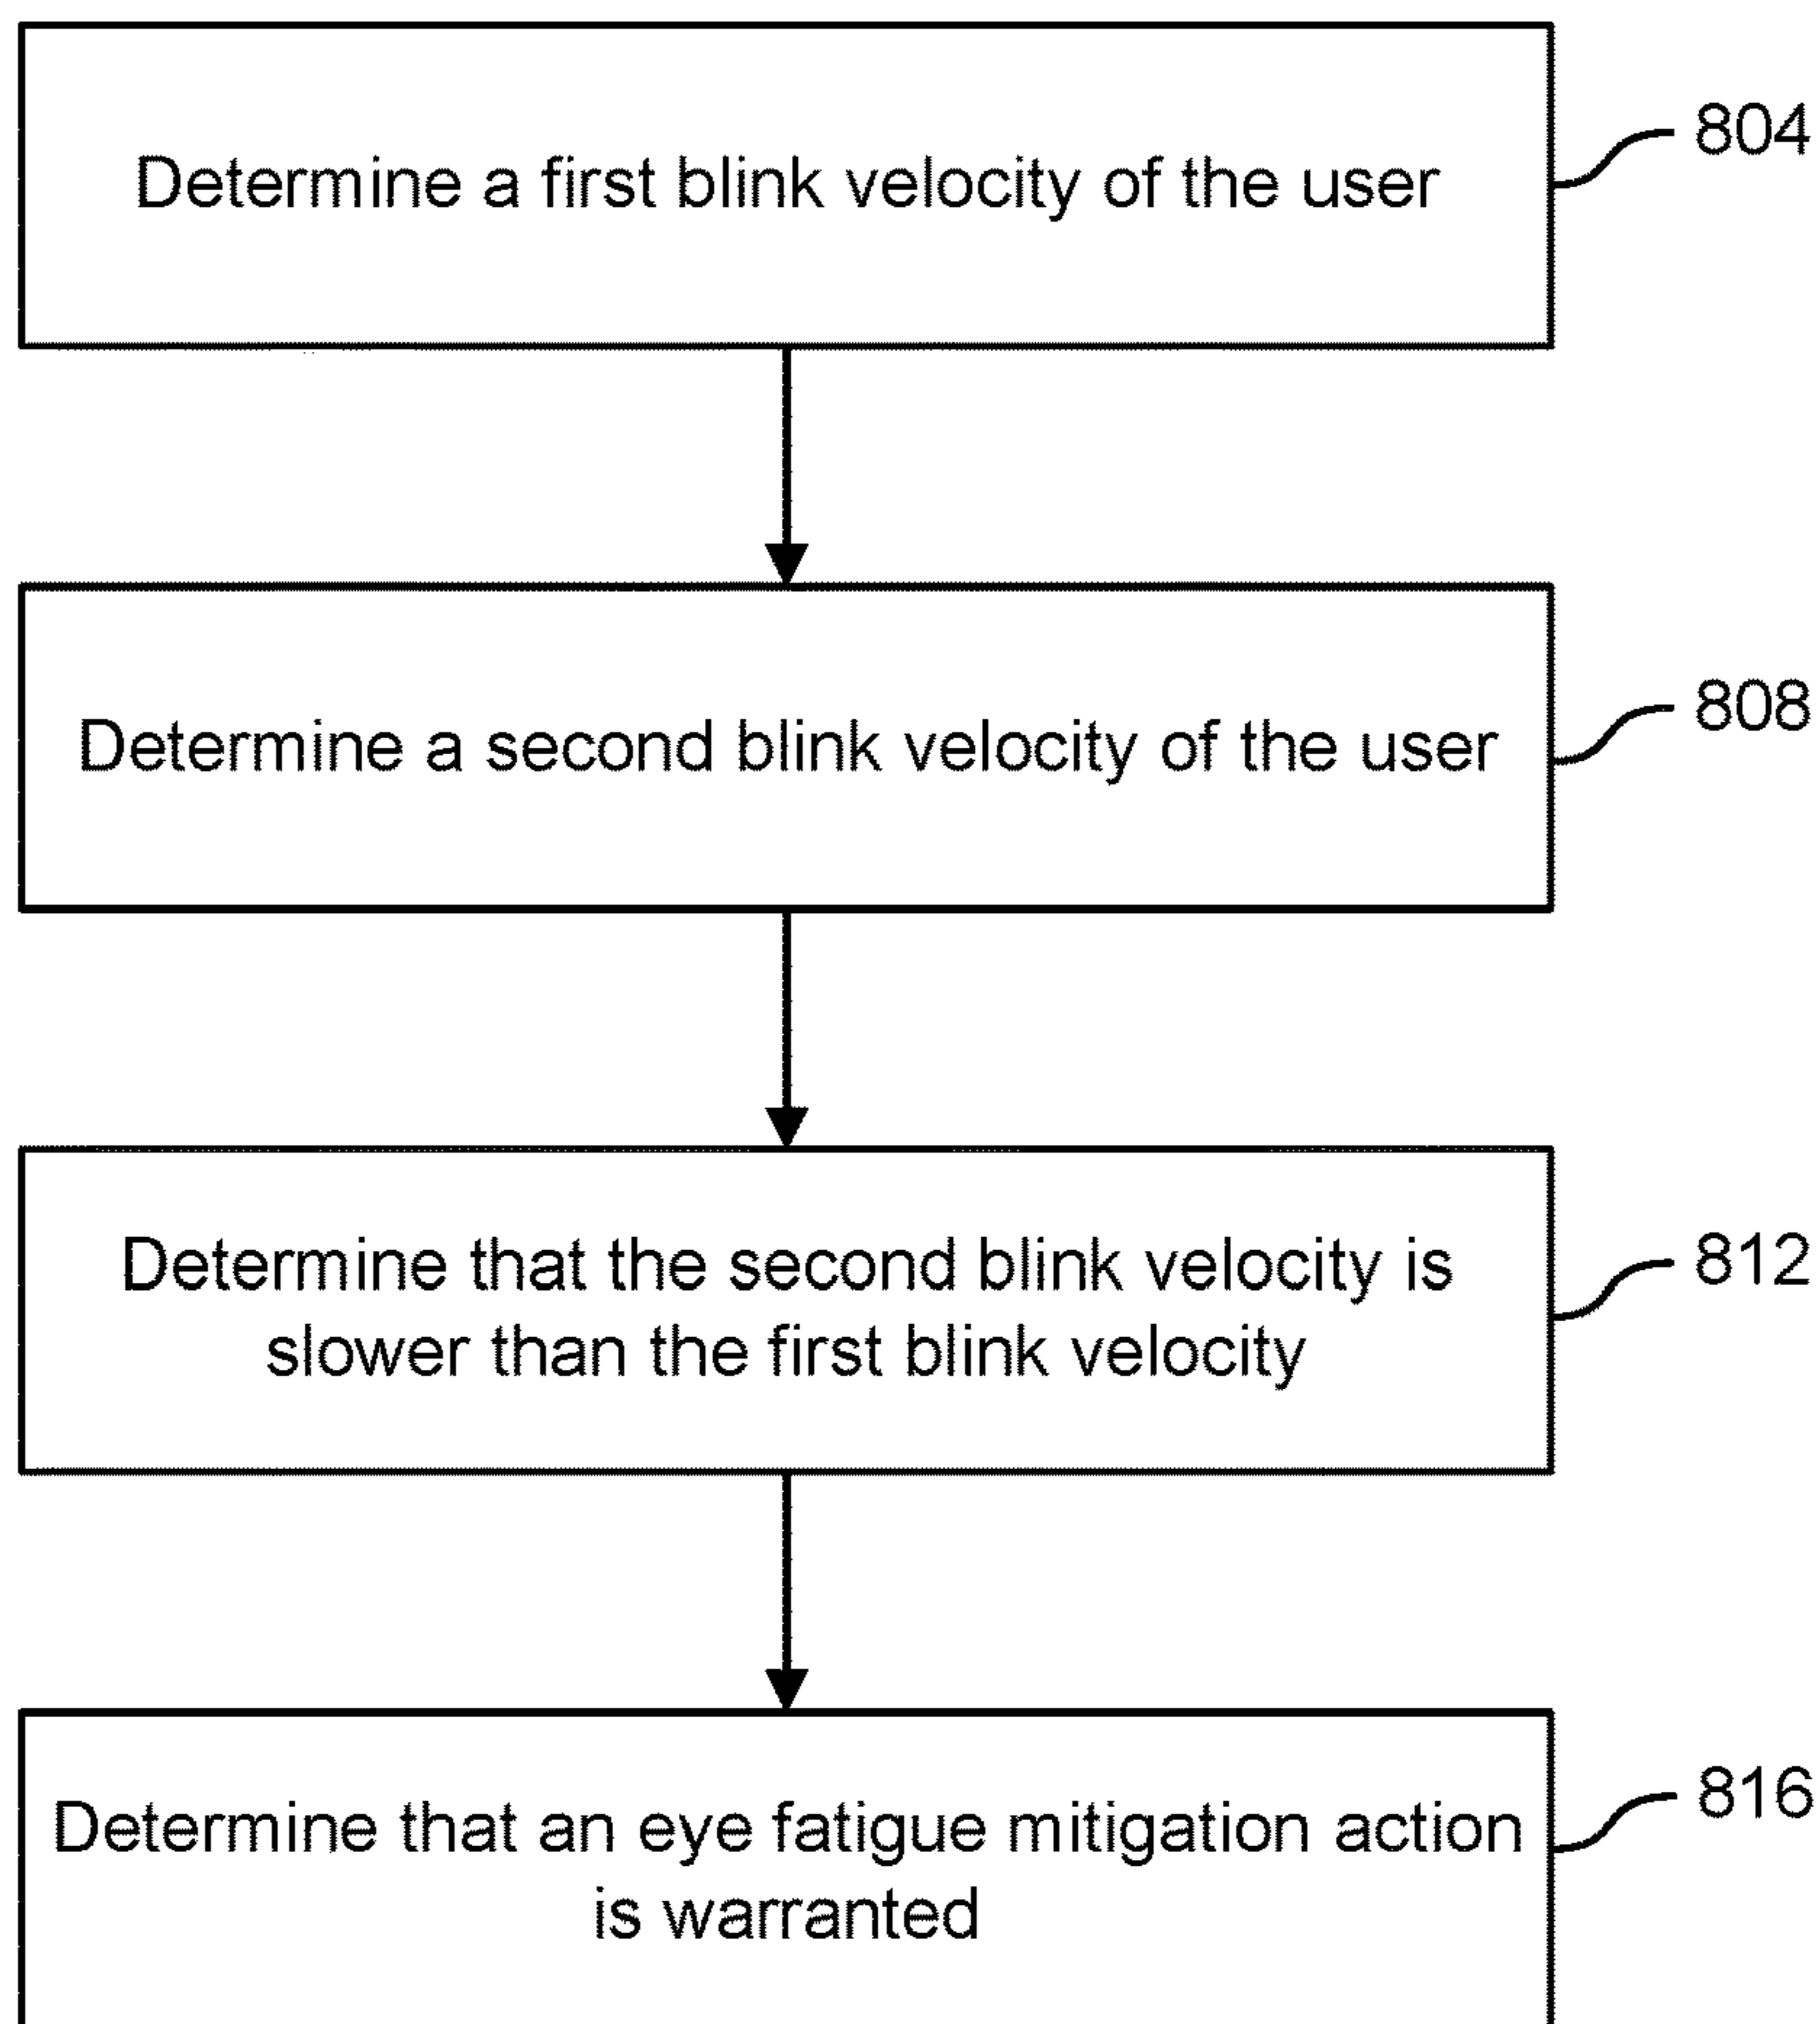 Determine a first blink velocity of the user
804
Determine a second blink velocity of the user
808
Determine that the second blink velocity is
slower than the first blink velocity
812
Determine that an eye fatigue mitigation action
is warranted
816